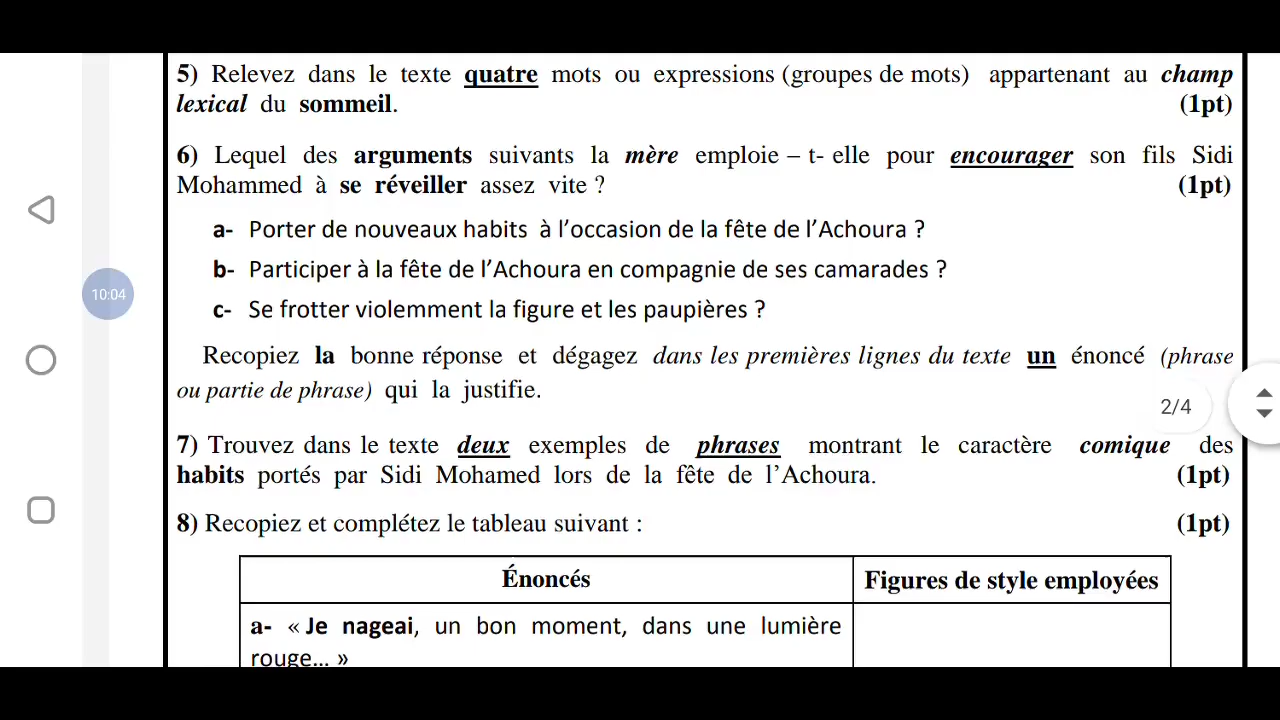 5) Relevez dans le texte quatre mots ou expressions (groupes de mots) appartenant au champ
lexical du sommeil. (1pt)
6) Lequel des arguments suivants la mère emploie – t- elle pour encourager son fils Sidi
Mohammed à se réveiller assez vite ? (1pt)
a- Porter de nouveaux habits à l’occasion de la fête de l’Achoura ?
b- Participer à la fête de l’Achoura en compagnie de ses camarades ?
c- Se frotter violemment la figure et les paupières ?
Recopiez la bonne réponse et dégagez dans les premières lignes du texte un énoncé (phrase
ou partie de phrase) qui la justifie.
7) Trouvez dans le texte deux exemples de phrases montrant le caractère comique des
habits portés par Sidi Mohamed lors de la fête de l’Achoura. (1pt)
8) Recopiez et complétez le tableau suivant : (1pt)
Énoncés Figures de style employées
a- « Je nageai, un bon moment, dans une lumière
rouge... »
10:04
2/4